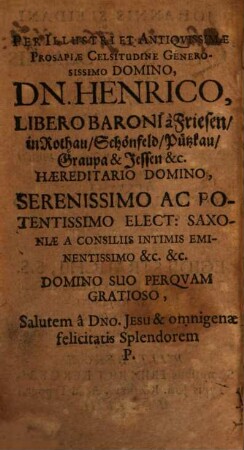 PER ILLUSTRI ET ANTIQUISSIMÆ
PROSAPIÆ CELSITUDINE GENERO-
SISSIMO DOMINO,
DN. HENRICO,
LIBERO BARONI à Friesen/
in Rothau/Schönfeld/Pützkau/
Graupa & Jessen &c.
HÆREDITARIO DOMINO,
SERENISSIMO AC PO-
TENTISSIMO ELECT: SAXO-
NIÆ A CONSILIIS INTIMIS EMI-
NENTISSIMO &c. &c.
DOMINO SUO PERQVAM
GRATIOSO,
Salutem â DNO. JESU & omnigenæ
felicitatis Splendorem
P.